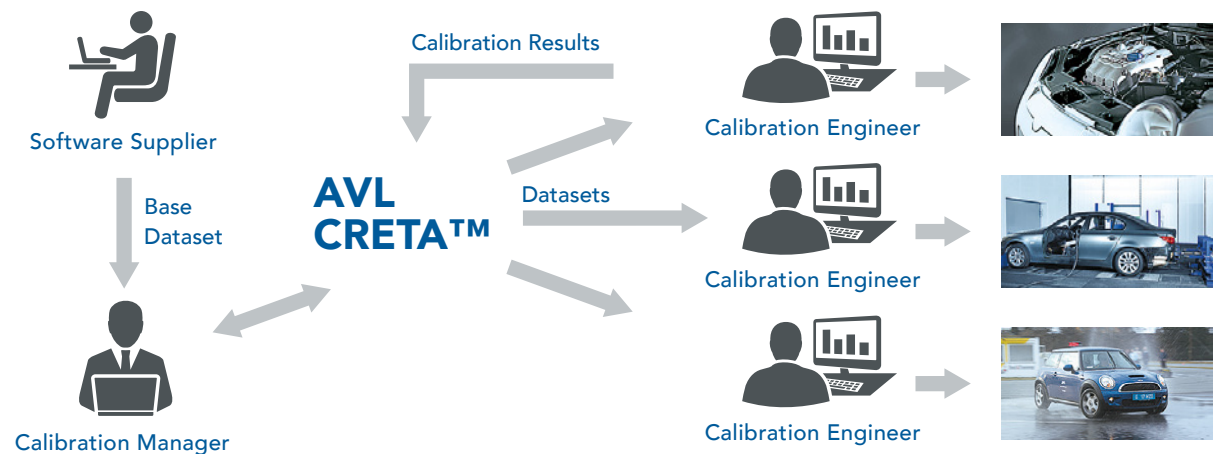 Software Supplier
Base
Dataset
Calibration Manager
AVL
CRETA™
Calibration Results
Datasets
Calibration Engineer
Calibration Engineer
Calibration Engineer